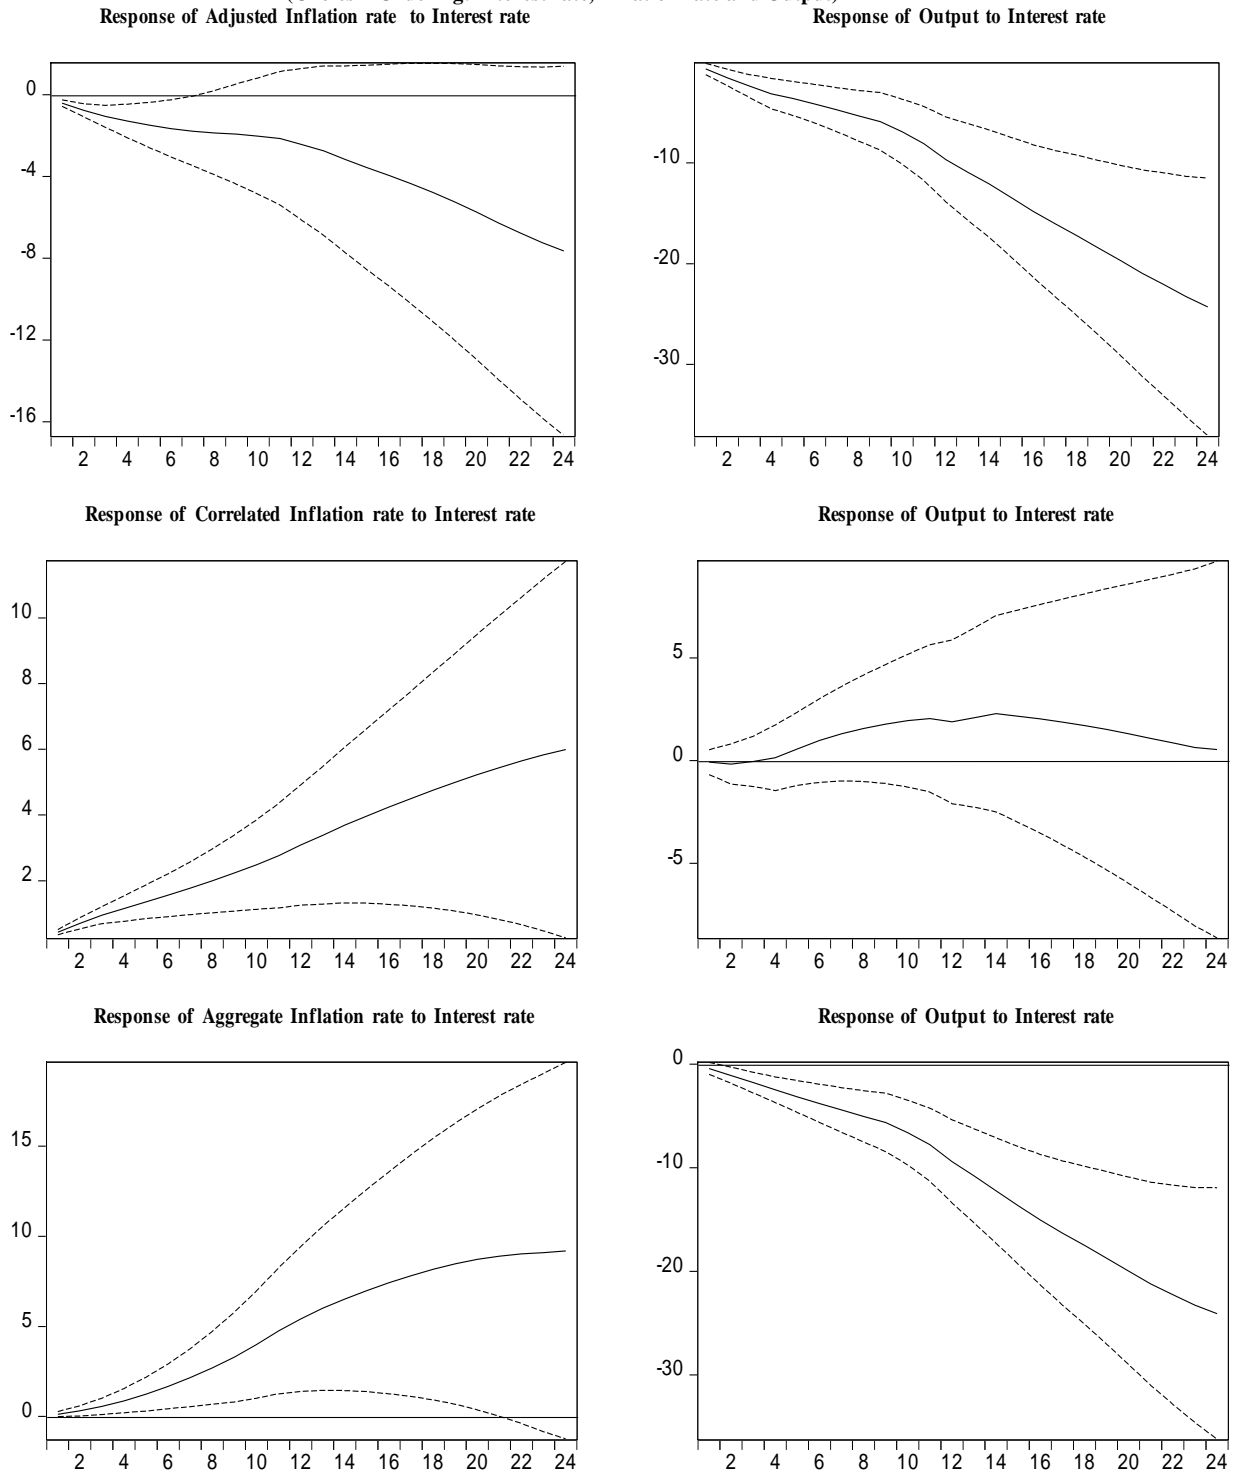 Response of Adjusted Inflation rate to Interest rate
Response of Output to Interest rate
0
-4
-8
-12
-16
2 4 6 8 10 12 14 16 18 20 22 24
-10
-20
-30
2 4 6 8 10 12 14 16 18 20 22 24
Response of Correlated Inflation rate to Interest rate
Response of Output to Interest rate
10
8
6
4
2
2 4 6 8 10 12 14 16 18 20 22 24
5
0
-5
2 4 6 8 10 12 14 16 18 20 22 24
Response of Aggregate Inflation rate to Interest rate
Response of Output to Interest rate
15
10
5
0
2 4 6 8 10 12 14 16 18 20 22 24
0
-10
-20
-30
2 4 6 8 10 12 14 16 18 20 22 24